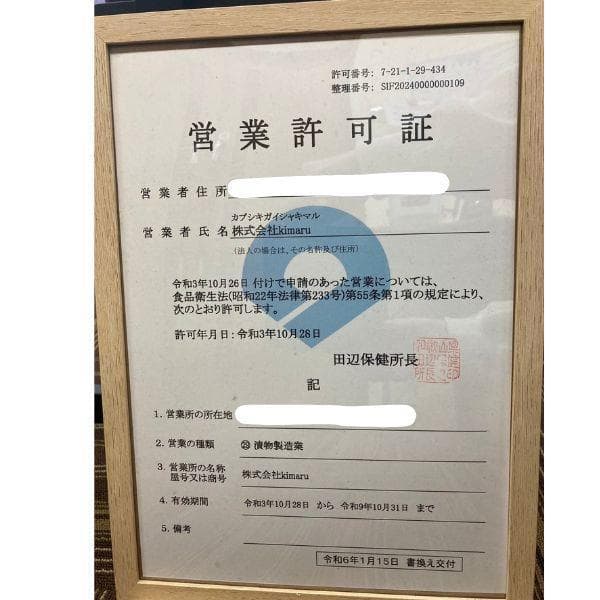 許可番号: 7-21-1-29-434
整理番号: SIF20240000000109
営業許可証
営業者住所
カブシキガイシャキマル
営業者氏名 株式会社kimaru
(法人の場合は、その名称及び住所)
令和3年10月26日 付けで申請のあった営業については、
食品衛生法(昭和22年法律第233号)第55条第1項の規定により、
次のとおり許可します。
許可年月日:令和3年10月28日
田辺保健所長
記
1. 営業所の所在地
2. 営業の種類 ㉙ 漬物製造業
3. 営業所の名称
屋号又は商号 株式会社kimaru
4. 有効期間 令和3年10月28日 から 令和9年10月31日 まで
5. 備考
令和6年1月15日 書換え交付